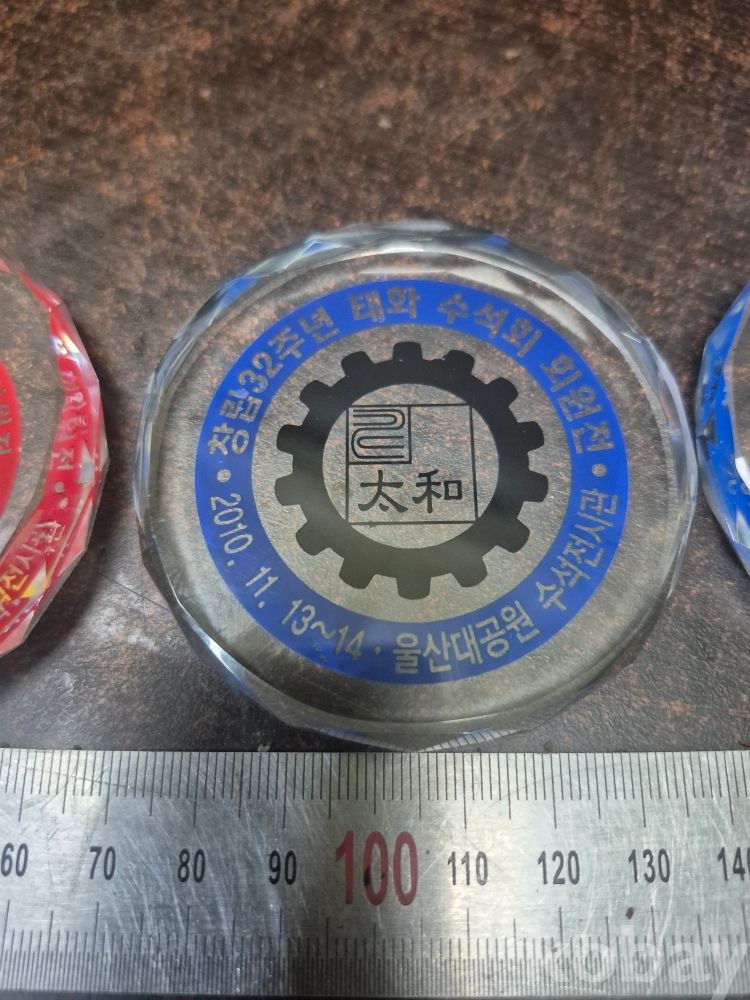 창립32주년 태화 수석회 회원전
太和
2010. 11. 13~14 · 울산대공원 수석전시관
60 70 80 90 100 110 120 130 140
kobay